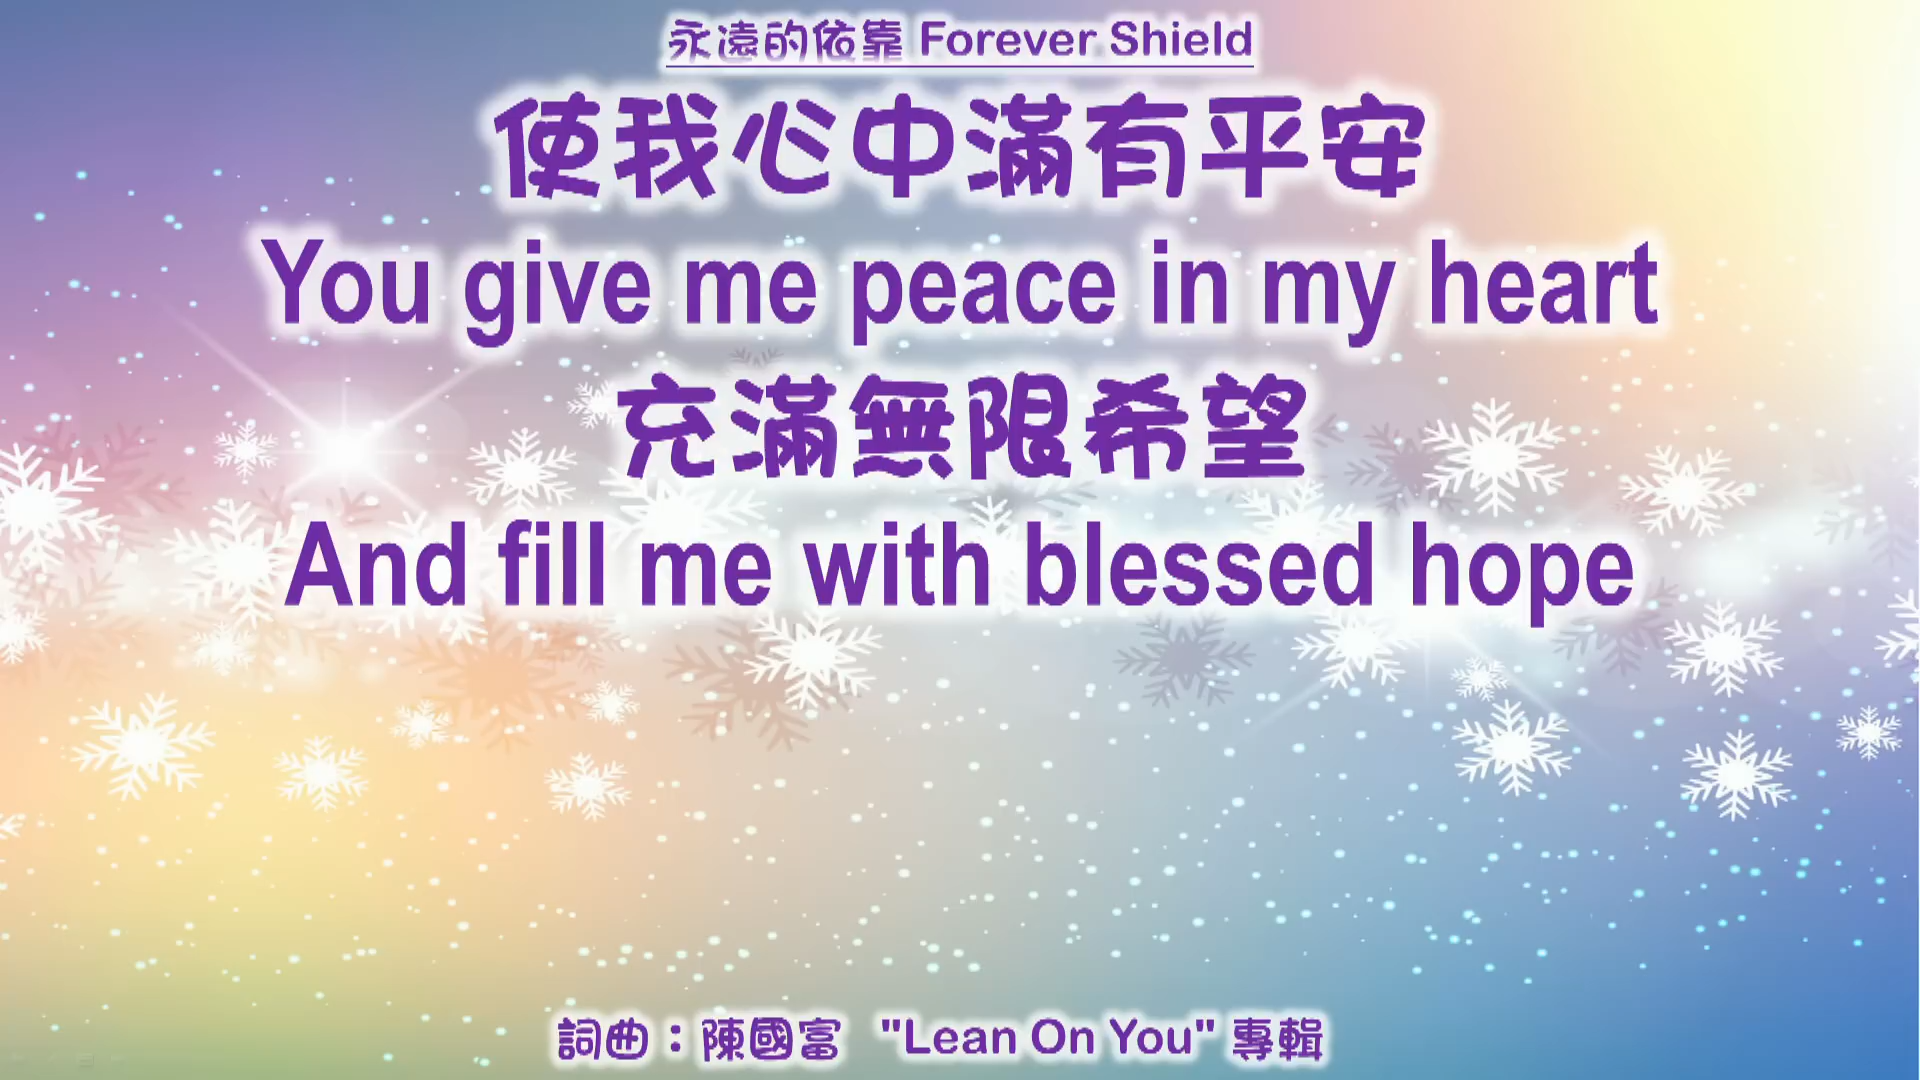 永遠的依靠 Forever Shield
使我心中滿有平安
You give me peace in my heart
充滿無限希望
And fill me with blessed hope
詞曲：陳國富 "Lean On You" 專輯